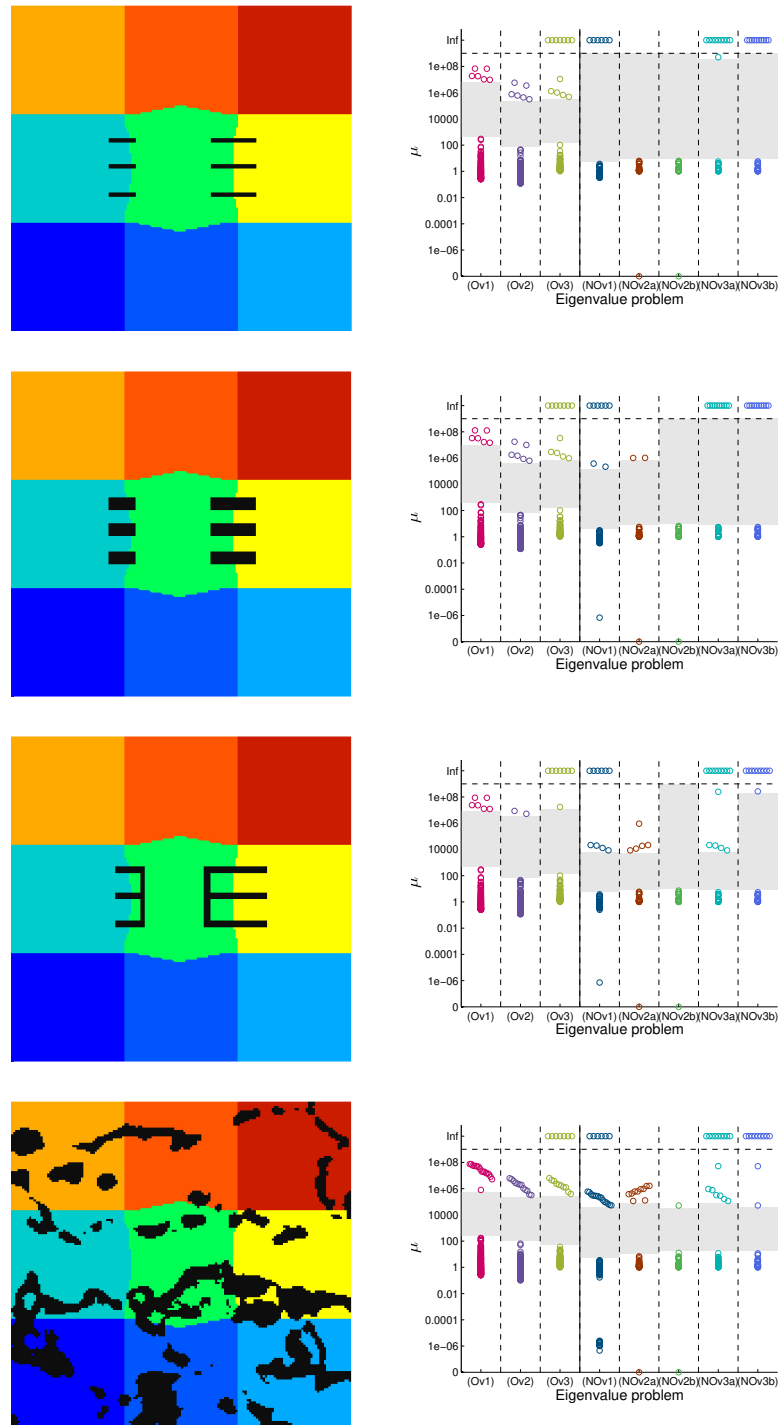 Inf
1e+08
1e+06
10000
100
1
0.01
0.0001
1e-06
0
μ
(Ov1) (Ov2) (Ov3) (NOv1) (NOv2a) (NOv2b) (NOv3a) (NOv3b)
Eigenvalue problem
Inf
1e+08
1e+06
10000
100
1
0.01
0.0001
1e-06
0
μ
(Ov1) (Ov2) (Ov3) (NOv1) (NOv2a) (NOv2b) (NOv3a) (NOv3b)
Eigenvalue problem
Inf
1e+08
1e+06
10000
100
1
0.01
0.0001
1e-06
0
μ
(Ov1) (Ov2) (Ov3) (NOv1) (NOv2a) (NOv2b) (NOv3a) (NOv3b)
Eigenvalue problem
Inf
1e+08
1e+06
10000
100
1
0.01
0.0001
1e-06
0
μ
(Ov1) (Ov2) (Ov3) (NOv1) (NOv2a) (NOv2b) (NOv3a) (NOv3b)
Eigenvalue problem